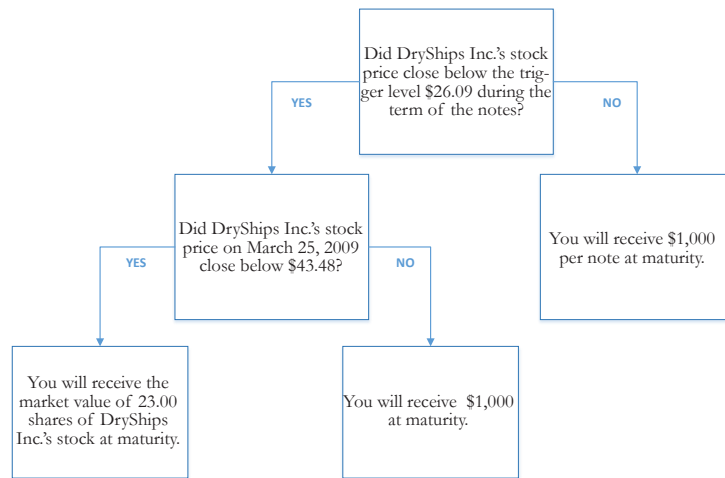 Did DryShips Inc.'s stock
price close below the trig-
ger level $26.09 during the
term of the notes?
YES
NO
Did DryShips Inc.'s stock
price on March 25, 2009
close below $43.48?
You will receive $1,000
per note at maturity.
YES
NO
You will receive the
market value of 23.00
shares of DryShips
Inc.'s stock at maturity.
You will receive $1,000
at maturity.